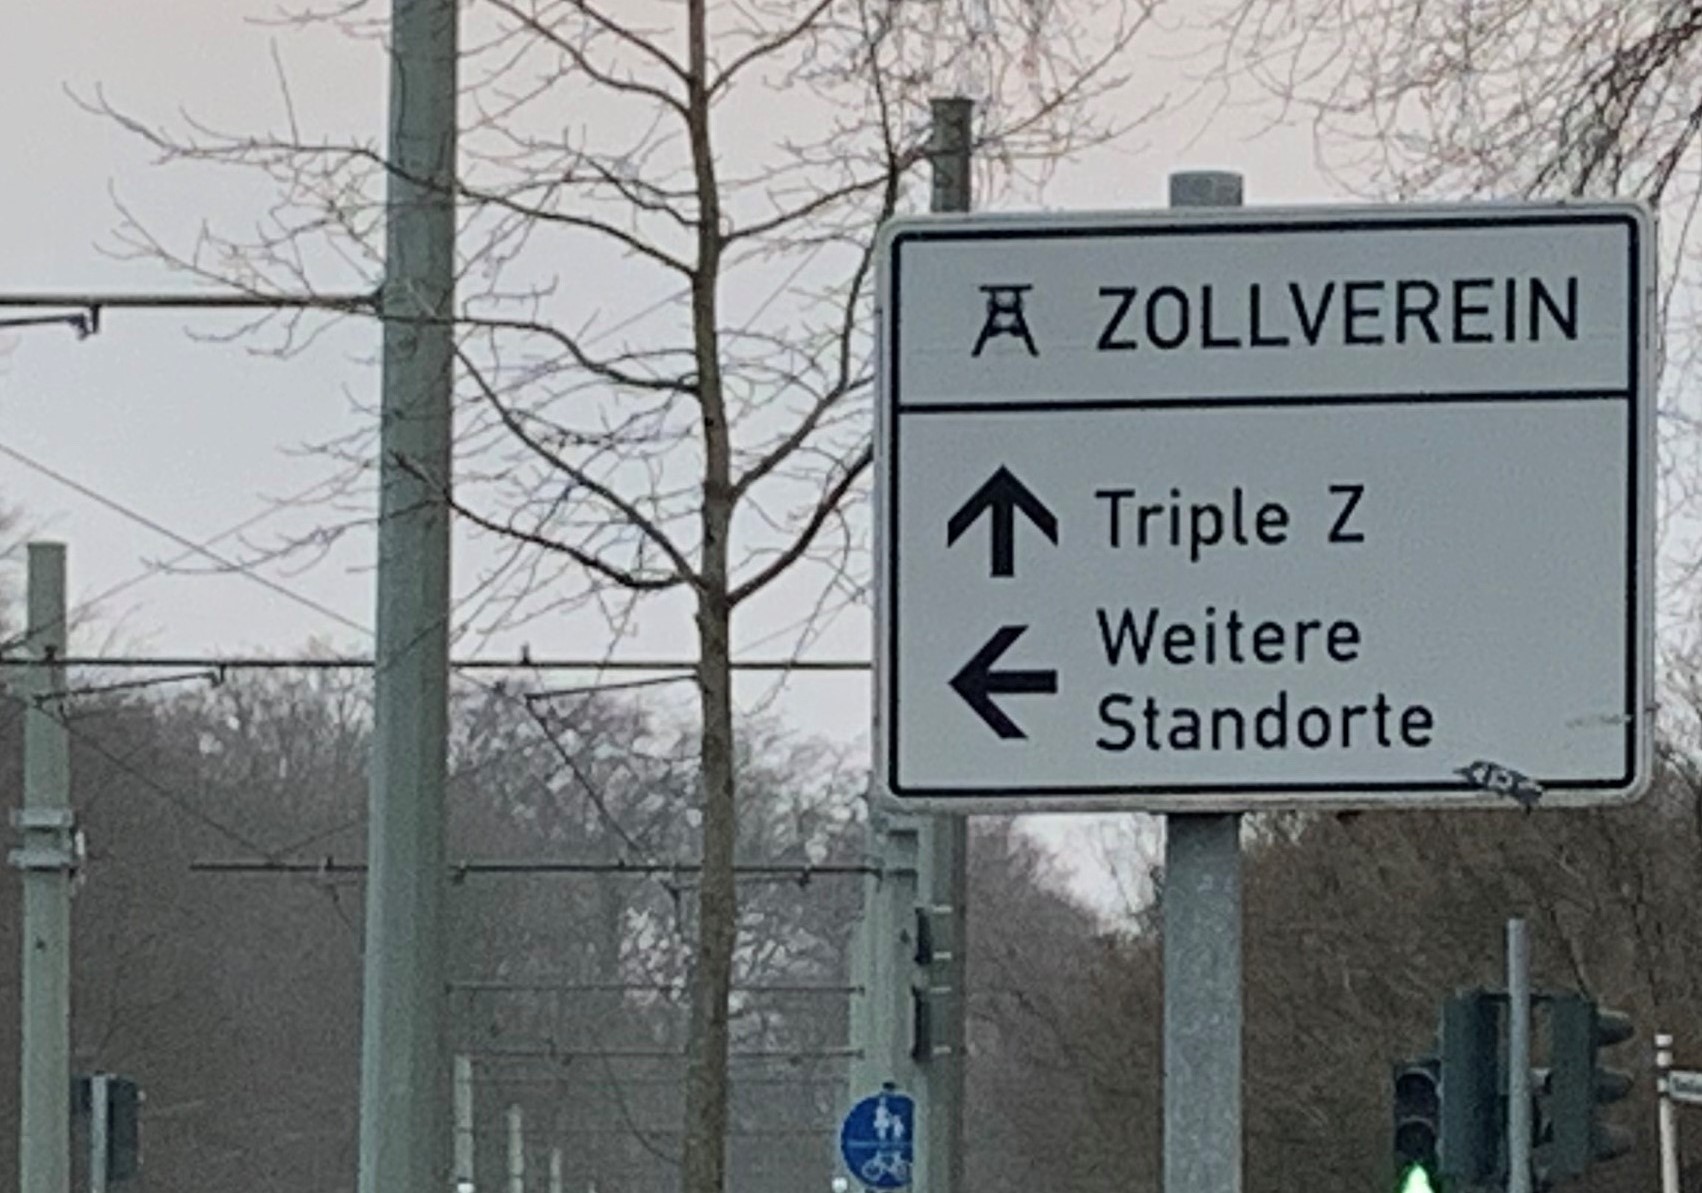 ZOLLVEREIN
Triple Z
Weitere
Standorte